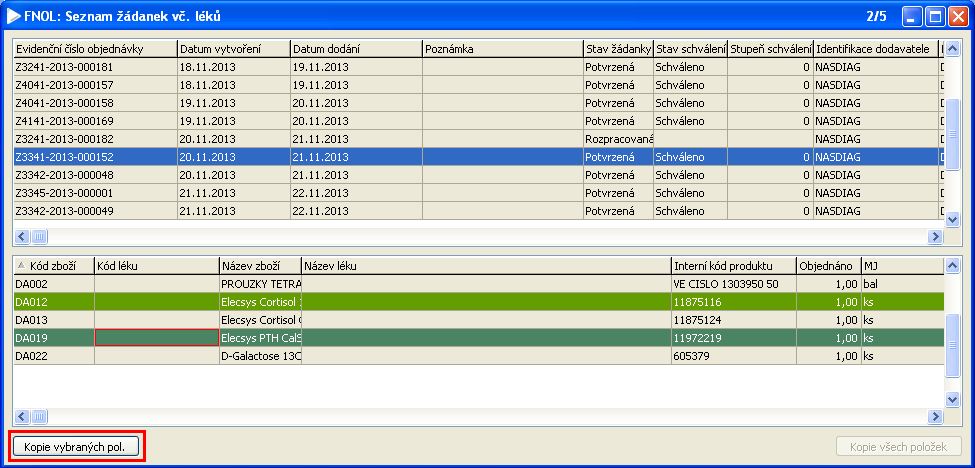 FNOL: Seznam žádanek vč. léků 2/5
Evidenční číslo objednávky Datum vytvoření Datum dodání Poznámka Stav žádanky Stav schválení Stupeň schválení Identifikace dodavatele
Z3241-2013-000181 18.11.2013 19.11.2013 Potvrzená Schváleno 0 NASDIAG
Z4041-2013-000157 18.11.2013 19.11.2013 Potvrzená Schváleno 0 NASDIAG
Z4041-2013-000158 19.11.2013 20.11.2013 Potvrzená Schváleno 0 NASDIAG
Z4141-2013-000169 19.11.2013 20.11.2013 Potvrzená Schváleno 0 NASDIAG
Z3241-2013-000182 20.11.2013 21.11.2013 Rozpracovaná NASDIAG
Z3341-2013-000152 20.11.2013 21.11.2013 Potvrzená Schváleno 0 NASDIAG
Z3342-2013-000048 20.11.2013 21.11.2013 Potvrzená Schváleno 0 NASDIAG
Z3345-2013-000001 21.11.2013 22.11.2013 Potvrzená Schváleno 0 NASDIAG
Z3342-2013-000049 21.11.2013 22.11.2013 Potvrzená Schváleno 0 NASDIAG
Kód zboží Kód léku Název zboží Název léku Interní kód produktu Objednáno MJ
DA002 PROUZKY TETRA VE CISLO 1303950 50 1,00 bal
DA012 Elecsys Cortisol 11875116 1,00 ks
DA013 Elecsys Cortisol 11875124 1,00 ks
DA019 Elecsys PTH CalS 11972219 1,00 ks
DA022 D-Galactose 13C 605379 1,00 ks
Kopie vybraných pol. Kopie všech položek